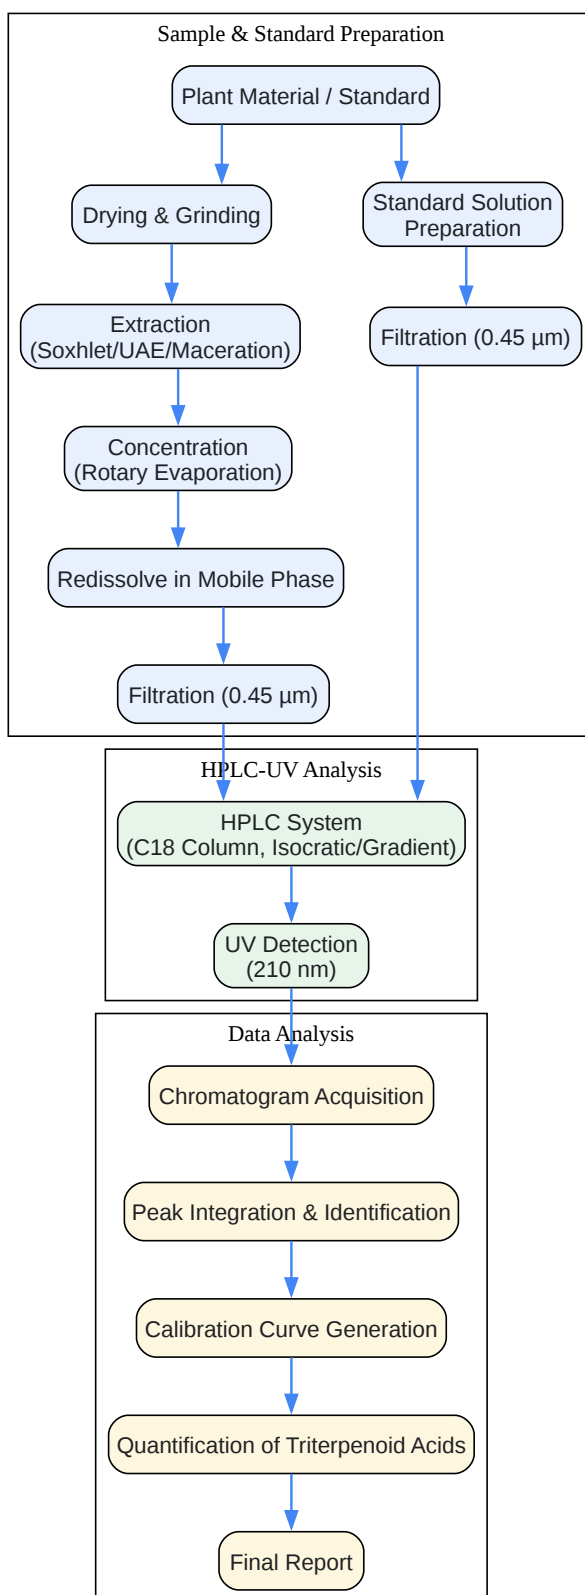 Sample & Standard Preparation
Plant Material / Standard
Drying & Grinding
Standard Solution
Preparation
Extraction
(Soxhlet/UAE/Maceration)
Filtration (0.45 µm)
Concentration
(Rotary Evaporation)
Redissolve in Mobile Phase
Filtration (0.45 µm)
HPLC-UV Analysis
HPLC System
(C18 Column, Isocratic/Gradient)
UV Detection
(210 nm)
Data Analysis
Chromatogram Acquisition
Peak Integration & Identification
Calibration Curve Generation
Quantification of Triterpenoid Acids
Final Report